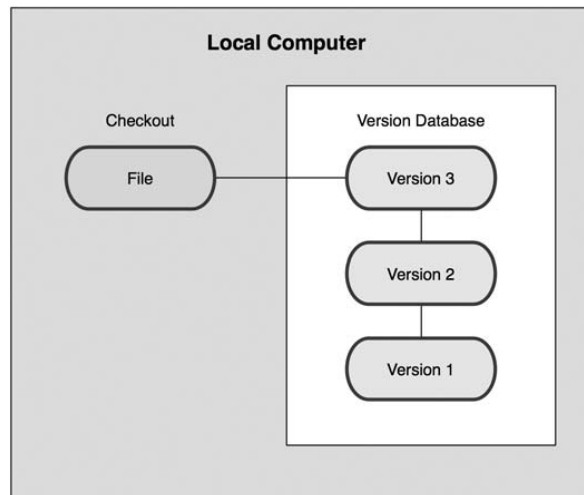 Local Computer
Checkout
Version Database
File
Version 3
Version 2
Version 1